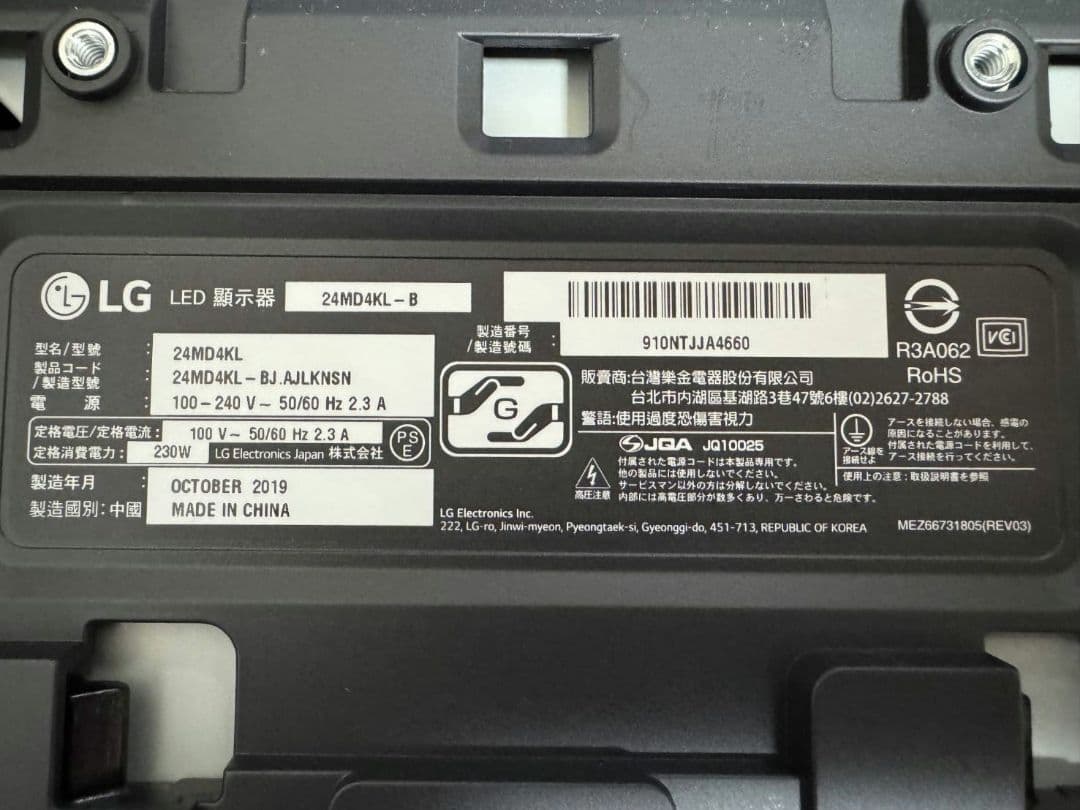 LG LED 顯示器 24MD4KL-B
型名/型號 : 24MD4KL
製品コード
/製造型號 : 24MD4KL-BJ.AJLKNSN
電 源 : 100-240 V~ 50/60 Hz 2.3 A
定格電圧/定格電流: 100 V~ 50/60 Hz 2.3 A
定格消費電力: 230W LG Electronics Japan 株式会社
PS
E
製造年月 : OCTOBER 2019
製造國別: 中國 MADE IN CHINA
製造番号
/製造號碼 : 910NTJJA4660
R3A062
RoHS
VCI
G
販賣商:台灣樂金電器股份有限公司
台北市内湖區基湖路3巷47號6樓(02)2627-2788
警語:使用過度恐傷害視力
JQA JQ10025
高圧注意
付属された電源コードは本製品専用です。
他の製品には使用しないでください。
サービスマン以外の方は分解しないでください。
内部には高電圧部分が数多くあり、万一さわると危険です。
アース線を
接続せよ
アースを接続しない場合、感電の
原因になることがあります。
付属された電源コードを利用して、
アース接続を行ってください。
使用上の注意:取扱説明書を参照
LG Electronics Inc.
222, LG-ro, Jinwi-myeon, Pyeongtaek-si, Gyeonggi-do, 451-713, REPUBLIC OF KOREA
MEZ66731805(REV03)